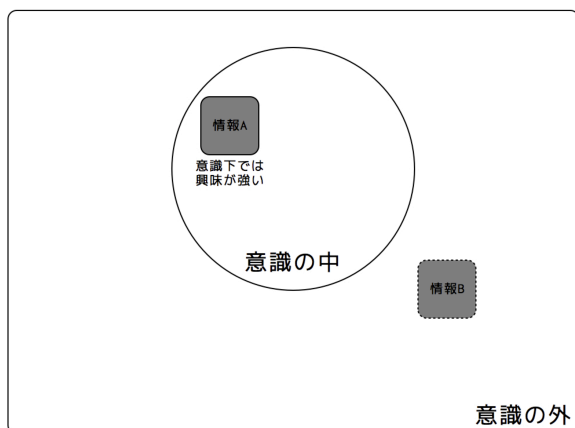 情報A
意識下では
興味が強い
意識の中
情報B
意識の外